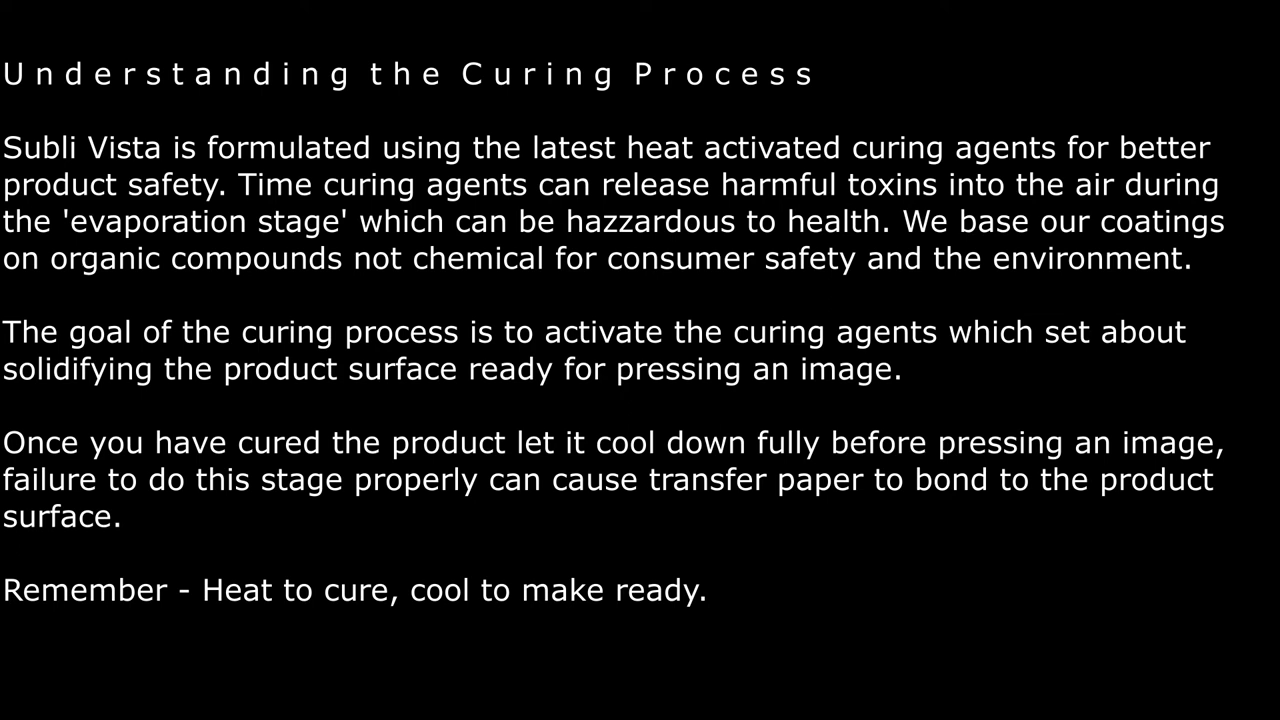 Understanding the Curing Process
Subli Vista is formulated using the latest heat activated curing agents for better
product safety. Time curing agents can release harmful toxins into the air during
the 'evaporation stage' which can be hazzardous to health. We base our coatings
on organic compounds not chemical for consumer safety and the environment.
The goal of the curing process is to activate the curing agents which set about
solidifying the product surface ready for pressing an image.
Once you have cured the product let it cool down fully before pressing an image,
failure to do this stage properly can cause transfer paper to bond to the product
surface.
Remember - Heat to cure, cool to make ready.